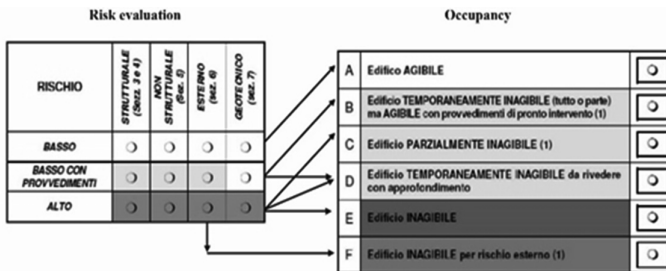 Risk evaluation
Occupancy
RISCHIO
STRUTTURALE
(Sezz. 3 e 4)
NON
STRUTTURALE
(Sez. 5)
ESTERNO
(sez. 6)
GEOTECNICO
(sez. 7)
BASSO
BASSO CON
PROVVEDIMENTI
ALTO
A Edifico AGIBILE
B Edificio TEMPORANEAMENTE INAGIBILE (tutto o parte)
ma AGIBILE con provvedimenti di pronto intervento (1)
C Edificio PARZIALMENTE INAGIBILE (1)
D Edificio TEMPORANEAMENTE INAGIBILE da rivedere
con approfondimento
E Edificio INAGIBILE
F Edificio INAGIBILE per rischio esterno (1)